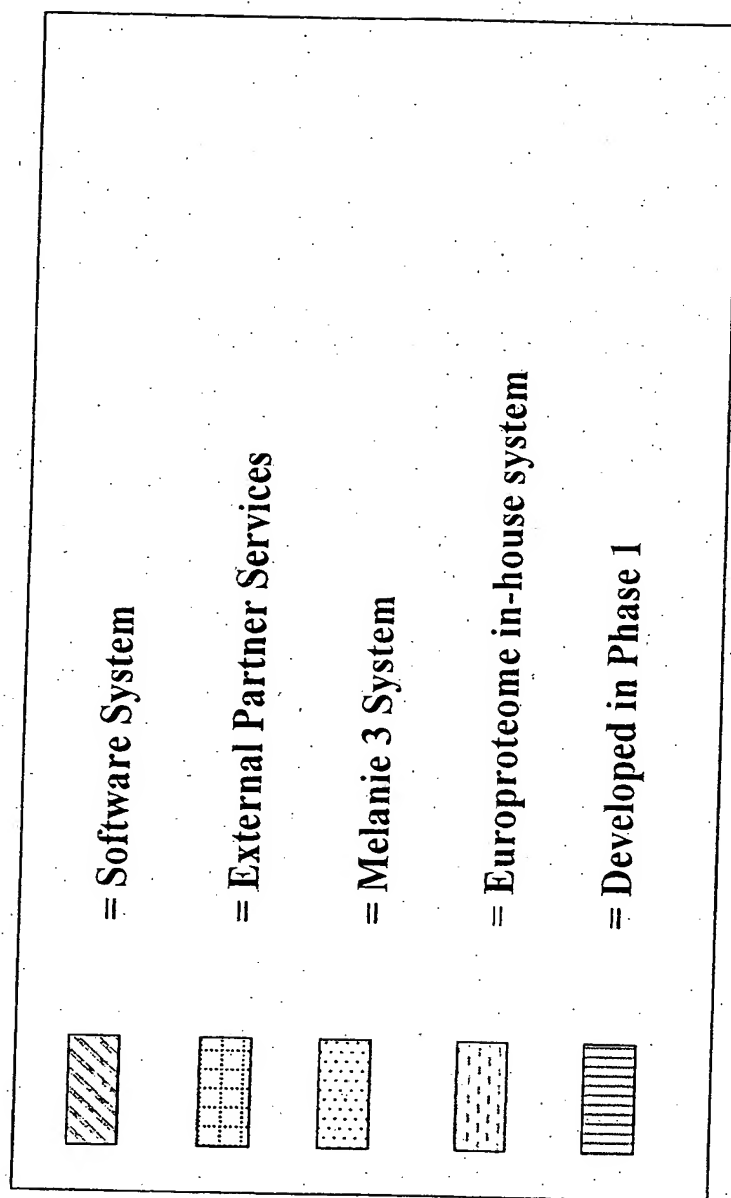 = Software System
= External Partner Services
= Melanie 3 System
= Europroteome in-house system
= Developed in Phase 1